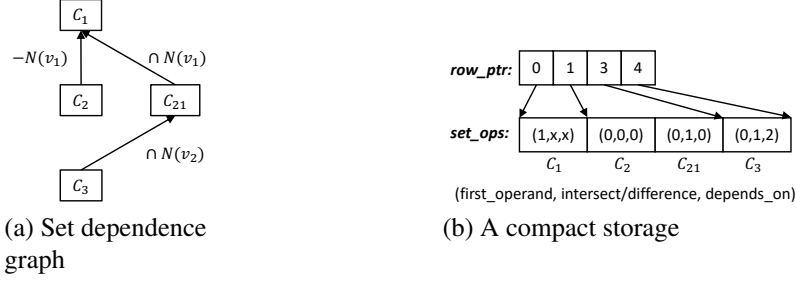 C₁
−N(v₁)
∩ N(v₁)
C₂
C₂₁
∩ N(v₂)
C₃
(a) Set dependence
graph
row_ptr: 0 1 3 4
set_ops: (1,x,x) (0,0,0) (0,1,0) (0,1,2)
C₁ C₂ C₂₁ C₃
(first_operand, intersect/difference, depends_on)
(b) A compact storage